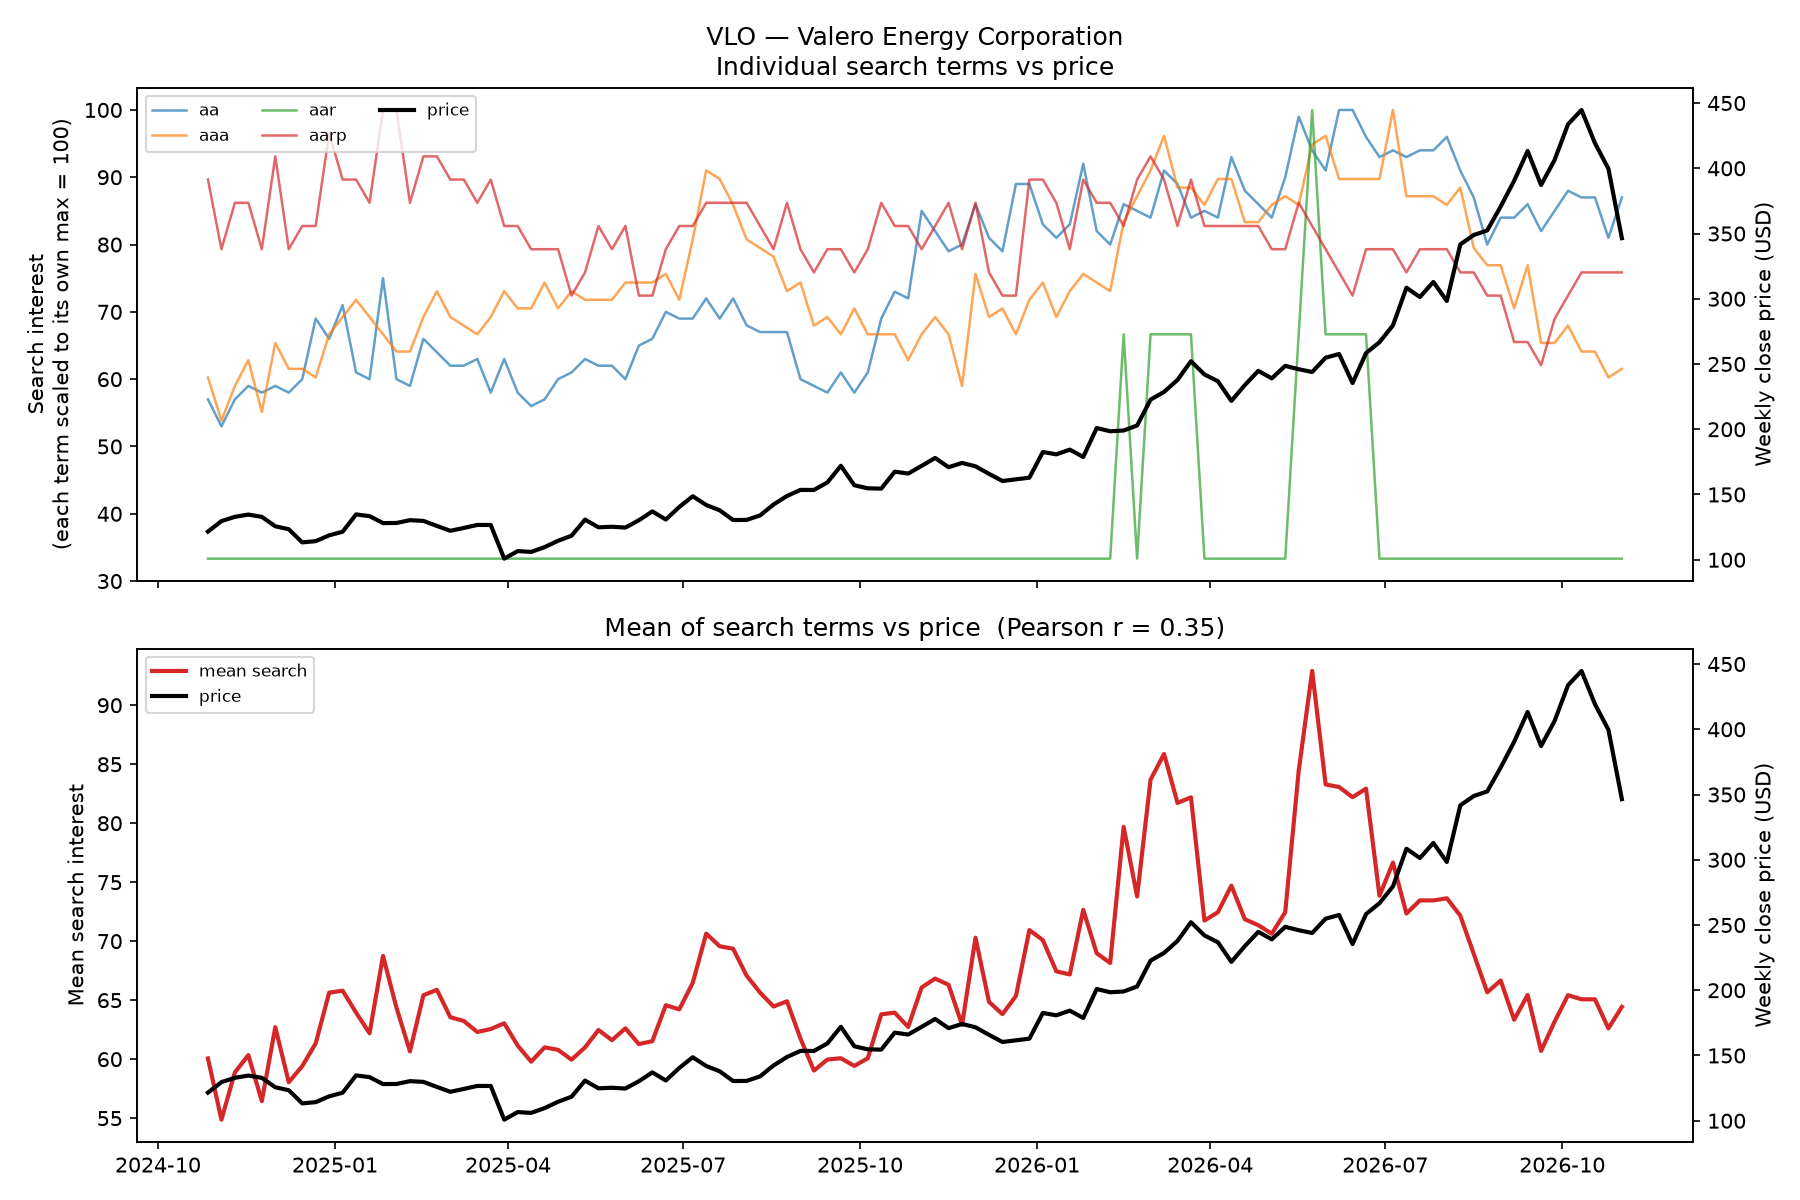 VLO — Valero Energy Corporation
Individual search terms vs price
aa
aaa
aar
aarp
price
Search interest
(each term scaled to its own max = 100)
100
90
80
70
60
50
40
30
450
400
350
300
250
200
150
100
Weekly close price (USD)
Mean of search terms vs price (Pearson r = 0.35)
mean search
price
Mean search interest
90
85
80
75
70
65
60
55
450
400
350
300
250
200
150
100
Weekly close price (USD)
2024-10
2025-01
2025-04
2025-07
2025-10
2026-01
2026-04
2026-07
2026-10